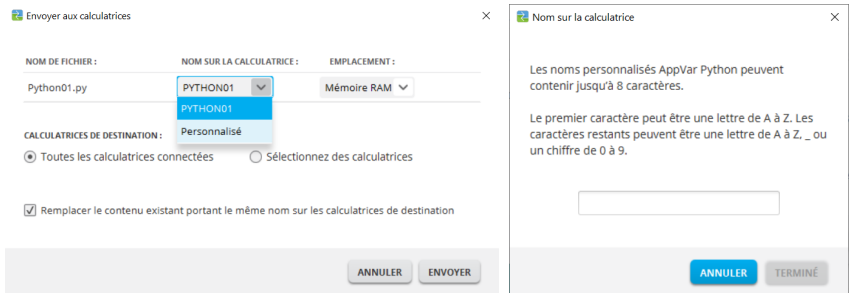 Envoyer aux calculatrices
NOM DE FICHIER :
NOM SUR LA CALCULATRICE :
EMPLACEMENT :
Python01.py
PYTHON01
Mémoire RAM
PYTHON01
Personnalisé
CALCULATRICES DE DESTINATION :
Toutes les calculatrices connectées
Sélectionnez des calculatrices
Remplacer le contenu existant portant le même nom sur les calculatrices de destination
ANNULER
ENVOYER
Nom sur la calculatrice
Les noms personnalisés AppVar Python peuvent
contenir jusqu'à 8 caractères.
Le premier caractère peut être une lettre de A à Z. Les
caractères restants peuvent être une lettre de A à Z, _ ou
un chiffre de 0 à 9.
ANNULER
TERMINÉ